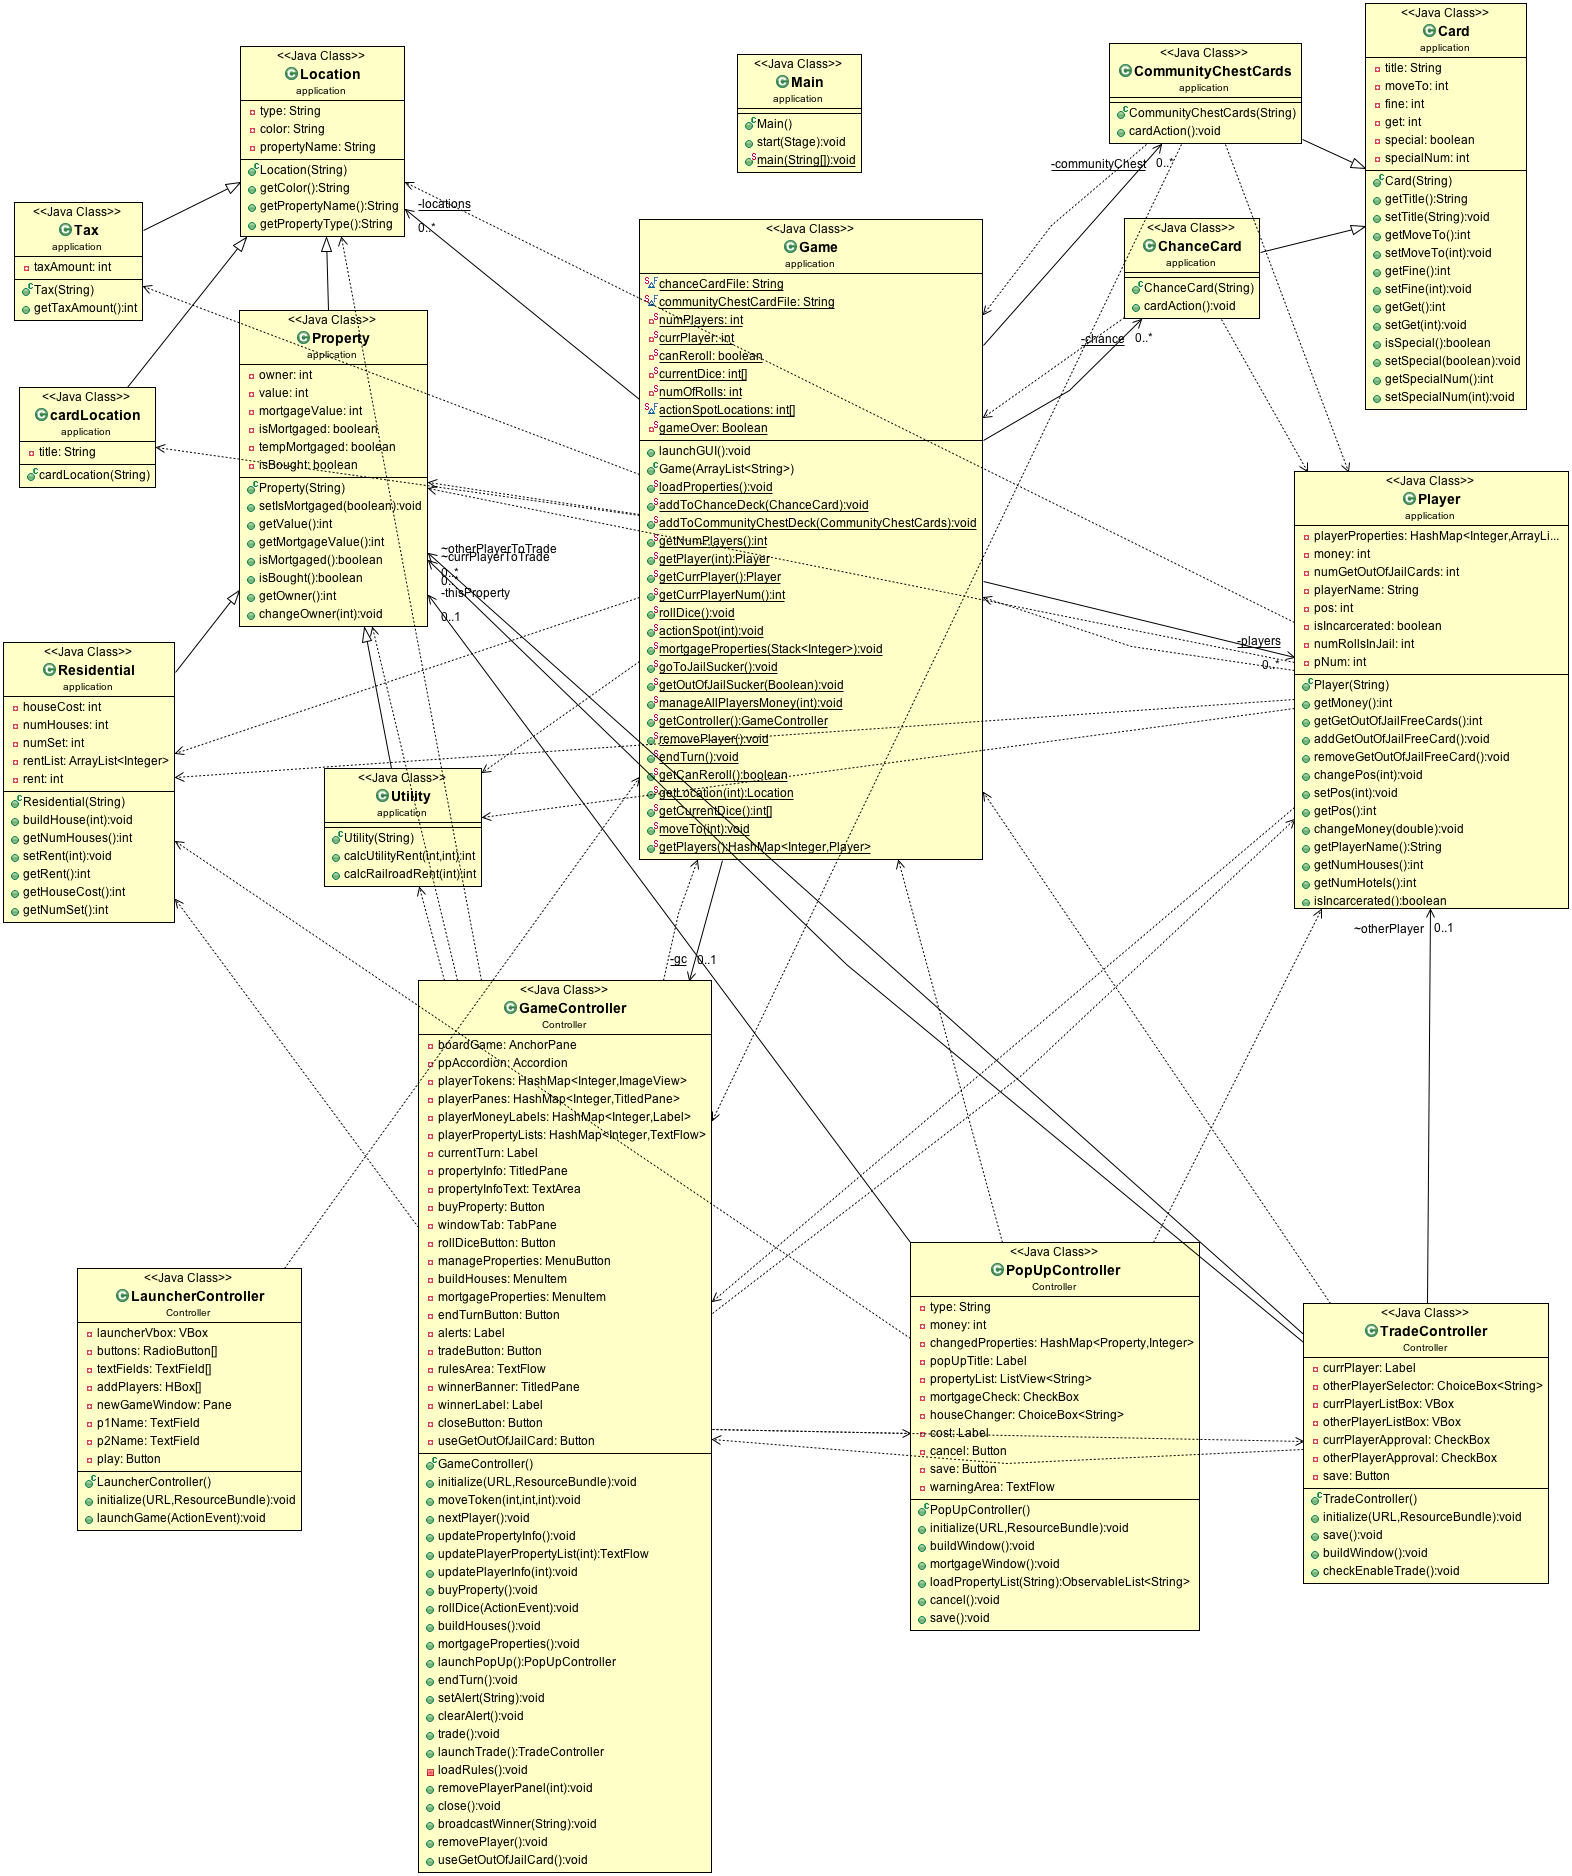 <<Java Class>>
Location
application
type: String
color: String
propertyName: String
Location(String)
getColor():String
getPropertyName():String
getPropertyType():String
<<Java Class>>
Main
application
Main()
start(Stage):void
main(String[]):void
<<Java Class>>
CommunityChestCards
application
CommunityChestCards(String)
cardAction():void
<<Java Class>>
Card
application
title: String
moveTo: int
fine: int
get: int
special: boolean
specialNum: int
Card(String)
getTitle():String
setTitle(String):void
getMoveTo():int
setMoveTo(int):void
getFine():int
setFine(int):void
getGet():int
setGet(int):void
isSpecial():boolean
setSpecial(boolean):void
getSpecialNum():int
setSpecialNum(int):void
-communityChest
0..*
<<Java Class>>
Tax
application
taxAmount: int
Tax(String)
getTaxAmount():int
-locations
0..*
<<Java Class>>
Game
application
chanceCardFile: String
communityChestCardFile: String
numPlayers: int
currPlayer: int
canReroll: boolean
currentDice: int[]
numOfRolls: int
actionSpotLocations: int[]
gameOver: Boolean
launchGUI():void
Game(ArrayList<String>)
loadProperties():void
addToChanceDeck(ChanceCard):void
addToCommunityChestDeck(CommunityChestCards):void
getNumPlayers():int
getPlayer(int):Player
getCurrPlayer():Player
getCurrPlayerNum():int
rollDice():void
actionSpot(int):void
mortgageProperties(Stack<Integer>):void
goToJailSucker():void
getOutOfJailSucker(Boolean):void
manageAllPlayersMoney(int):void
getController():GameController
removePlayer():void
endTurn():void
getCanReroll():boolean
getLocation(int):Location
getCurrentDice():int[]
moveTo(int):void
getPlayers():HashMap<Integer,Player>
<<Java Class>>
ChanceCard
application
ChanceCard(String)
cardAction():void
-chance
0..*
<<Java Class>>
Property
application
owner: int
value: int
mortgageValue: int
isMortgaged: boolean
tempMortgaged: boolean
isBought: boolean
Property(String)
setIsMortgaged(boolean):void
getValue():int
getMortgageValue():int
isMortgaged():boolean
isBought():boolean
getOwner():int
changeOwner(int):void
<<Java Class>>
cardLocation
application
title: String
cardLocation(String)
~otherPlayerToTrade
~currPlayerToTrade
0..*
0..*
-thisProperty
0..1
<<Java Class>>
Player
application
playerProperties: HashMap<Integer,ArrayLi...
money: int
numGetOutOfJailCards: int
playerName: String
pos: int
isIncarcerated: boolean
numRollsInJail: int
pNum: int
Player(String)
getMoney():int
getGetOutOfJailFreeCards():int
addGetOutOfJailFreeCard():void
removeGetOutOfJailFreeCard():void
changePos(int):void
setPos(int):void
getPos():int
changeMoney(double):void
getPlayerName():String
getNumHouses():int
getNumHotels():int
isIncarcerated():boolean
-players
0..*
<<Java Class>>
Residential
application
houseCost: int
numHouses: int
numSet: int
rentList: ArrayList<Integer>
rent: int
Residential(String)
buildHouse(int):void
getNumHouses():int
setRent(int):void
getRent():int
getHouseCost():int
getNumSet():int
<<Java Class>>
Utility
application
Utility(String)
calcUtilityRent(int,int):int
calcRailroadRent(int):int
~otherPlayer
0..1
-gc
0..1
<<Java Class>>
GameController
Controller
boardGame: AnchorPane
ppAccordion: Accordion
playerTokens: HashMap<Integer,ImageView>
playerPanes: HashMap<Integer,TitledPane>
playerMoneyLabels: HashMap<Integer,Label>
playerPropertyLists: HashMap<Integer,TextFlow>
currentTurn: Label
propertyInfo: TitledPane
propertyInfoText: TextArea
buyProperty: Button
windowTab: TabPane
rollDiceButton: Button
manageProperties: MenuButton
buildHouses: MenuItem
mortgageProperties: MenuItem
endTurnButton: Button
alerts: Label
tradeButton: Button
rulesArea: TextFlow
winnerBanner: TitledPane
winnerLabel: Label
closeButton: Button
useGetOutOfJailCard: Button
GameController()
initialize(URL,ResourceBundle):void
moveToken(int,int,int):void
nextPlayer():void
updatePropertyInfo():void
updatePlayerPropertyList(int):TextFlow
updatePlayerInfo(int):void
buyProperty():void
rollDice(ActionEvent):void
buildHouses():void
mortgageProperties():void
launchPopUp():PopUpController
endTurn():void
setAlert(String):void
clearAlert():void
trade():void
launchTrade():TradeController
loadRules():void
removePlayerPanel(int):void
close():void
broadcastWinner(String):void
removePlayer():void
useGetOutOfJailCard():void
<<Java Class>>
LauncherController
Controller
launcherVbox: VBox
buttons: RadioButton[]
textFields: TextField[]
addPlayers: HBox[]
newGameWindow: Pane
p1Name: TextField
p2Name: TextField
play: Button
LauncherController()
initialize(URL,ResourceBundle):void
launchGame(ActionEvent):void
<<Java Class>>
PopUpController
Controller
type: String
money: int
changedProperties: HashMap<Property,Integer>
popUpTitle: Label
propertyList: ListView<String>
mortgageCheck: CheckBox
houseChanger: ChoiceBox<String>
cost: Label
cancel: Button
save: Button
warningArea: TextFlow
PopUpController()
initialize(URL,ResourceBundle):void
buildWindow():void
mortgageWindow():void
loadPropertyList(String):ObservableList<String>
cancel():void
save():void
<<Java Class>>
TradeController
Controller
currPlayer: Label
otherPlayerSelector: ChoiceBox<String>
currPlayerListBox: VBox
otherPlayerListBox: VBox
currPlayerApproval: CheckBox
otherPlayerApproval: CheckBox
save: Button
TradeController()
initialize(URL,ResourceBundle):void
save():void
buildWindow():void
checkEnableTrade():void